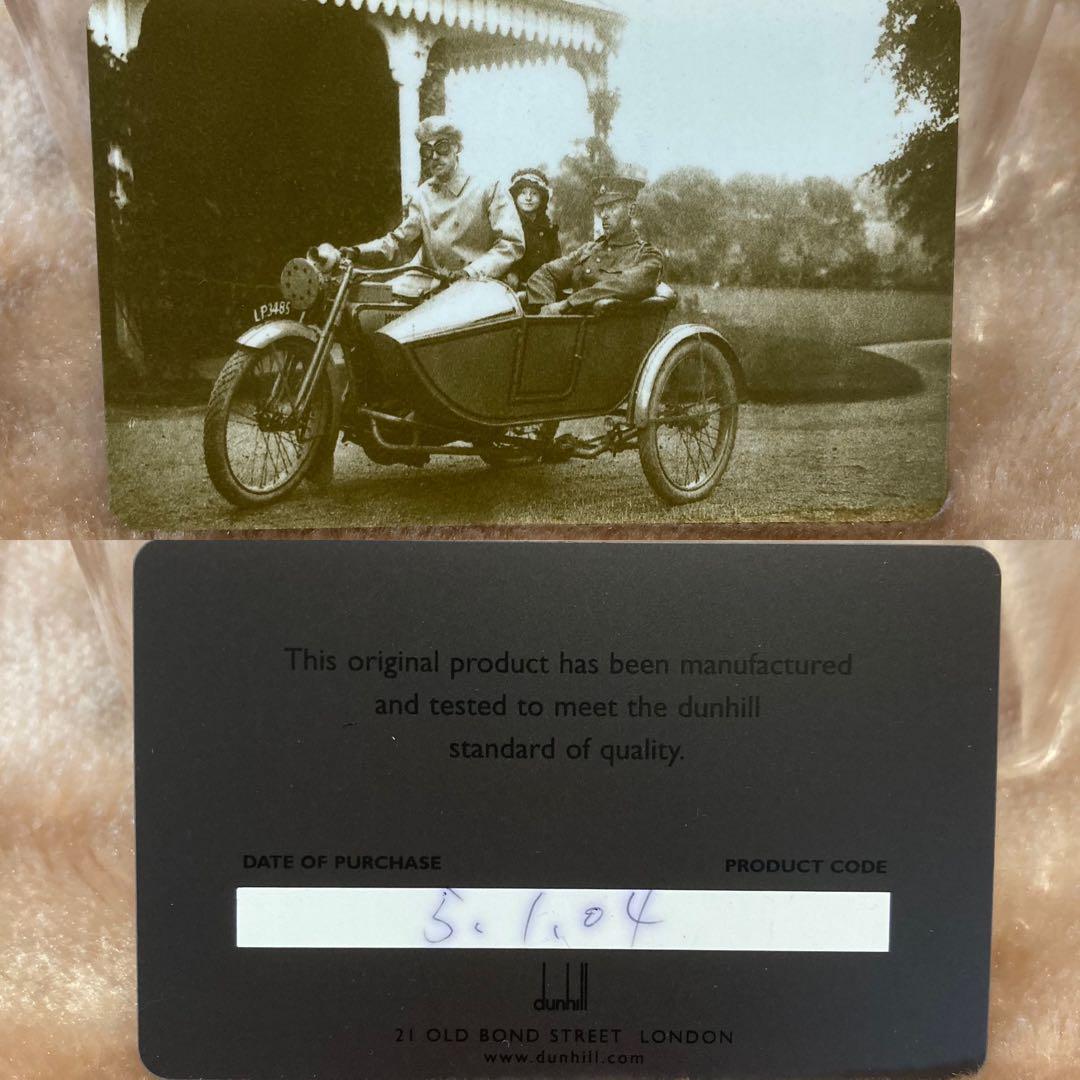 LP3485
This original product has been manufactured
and tested to meet the dunhill
standard of quality.
DATE OF PURCHASE PRODUCT CODE
5.1.04
dunhill
21 OLD BOND STREET LONDON
www.dunhill.com